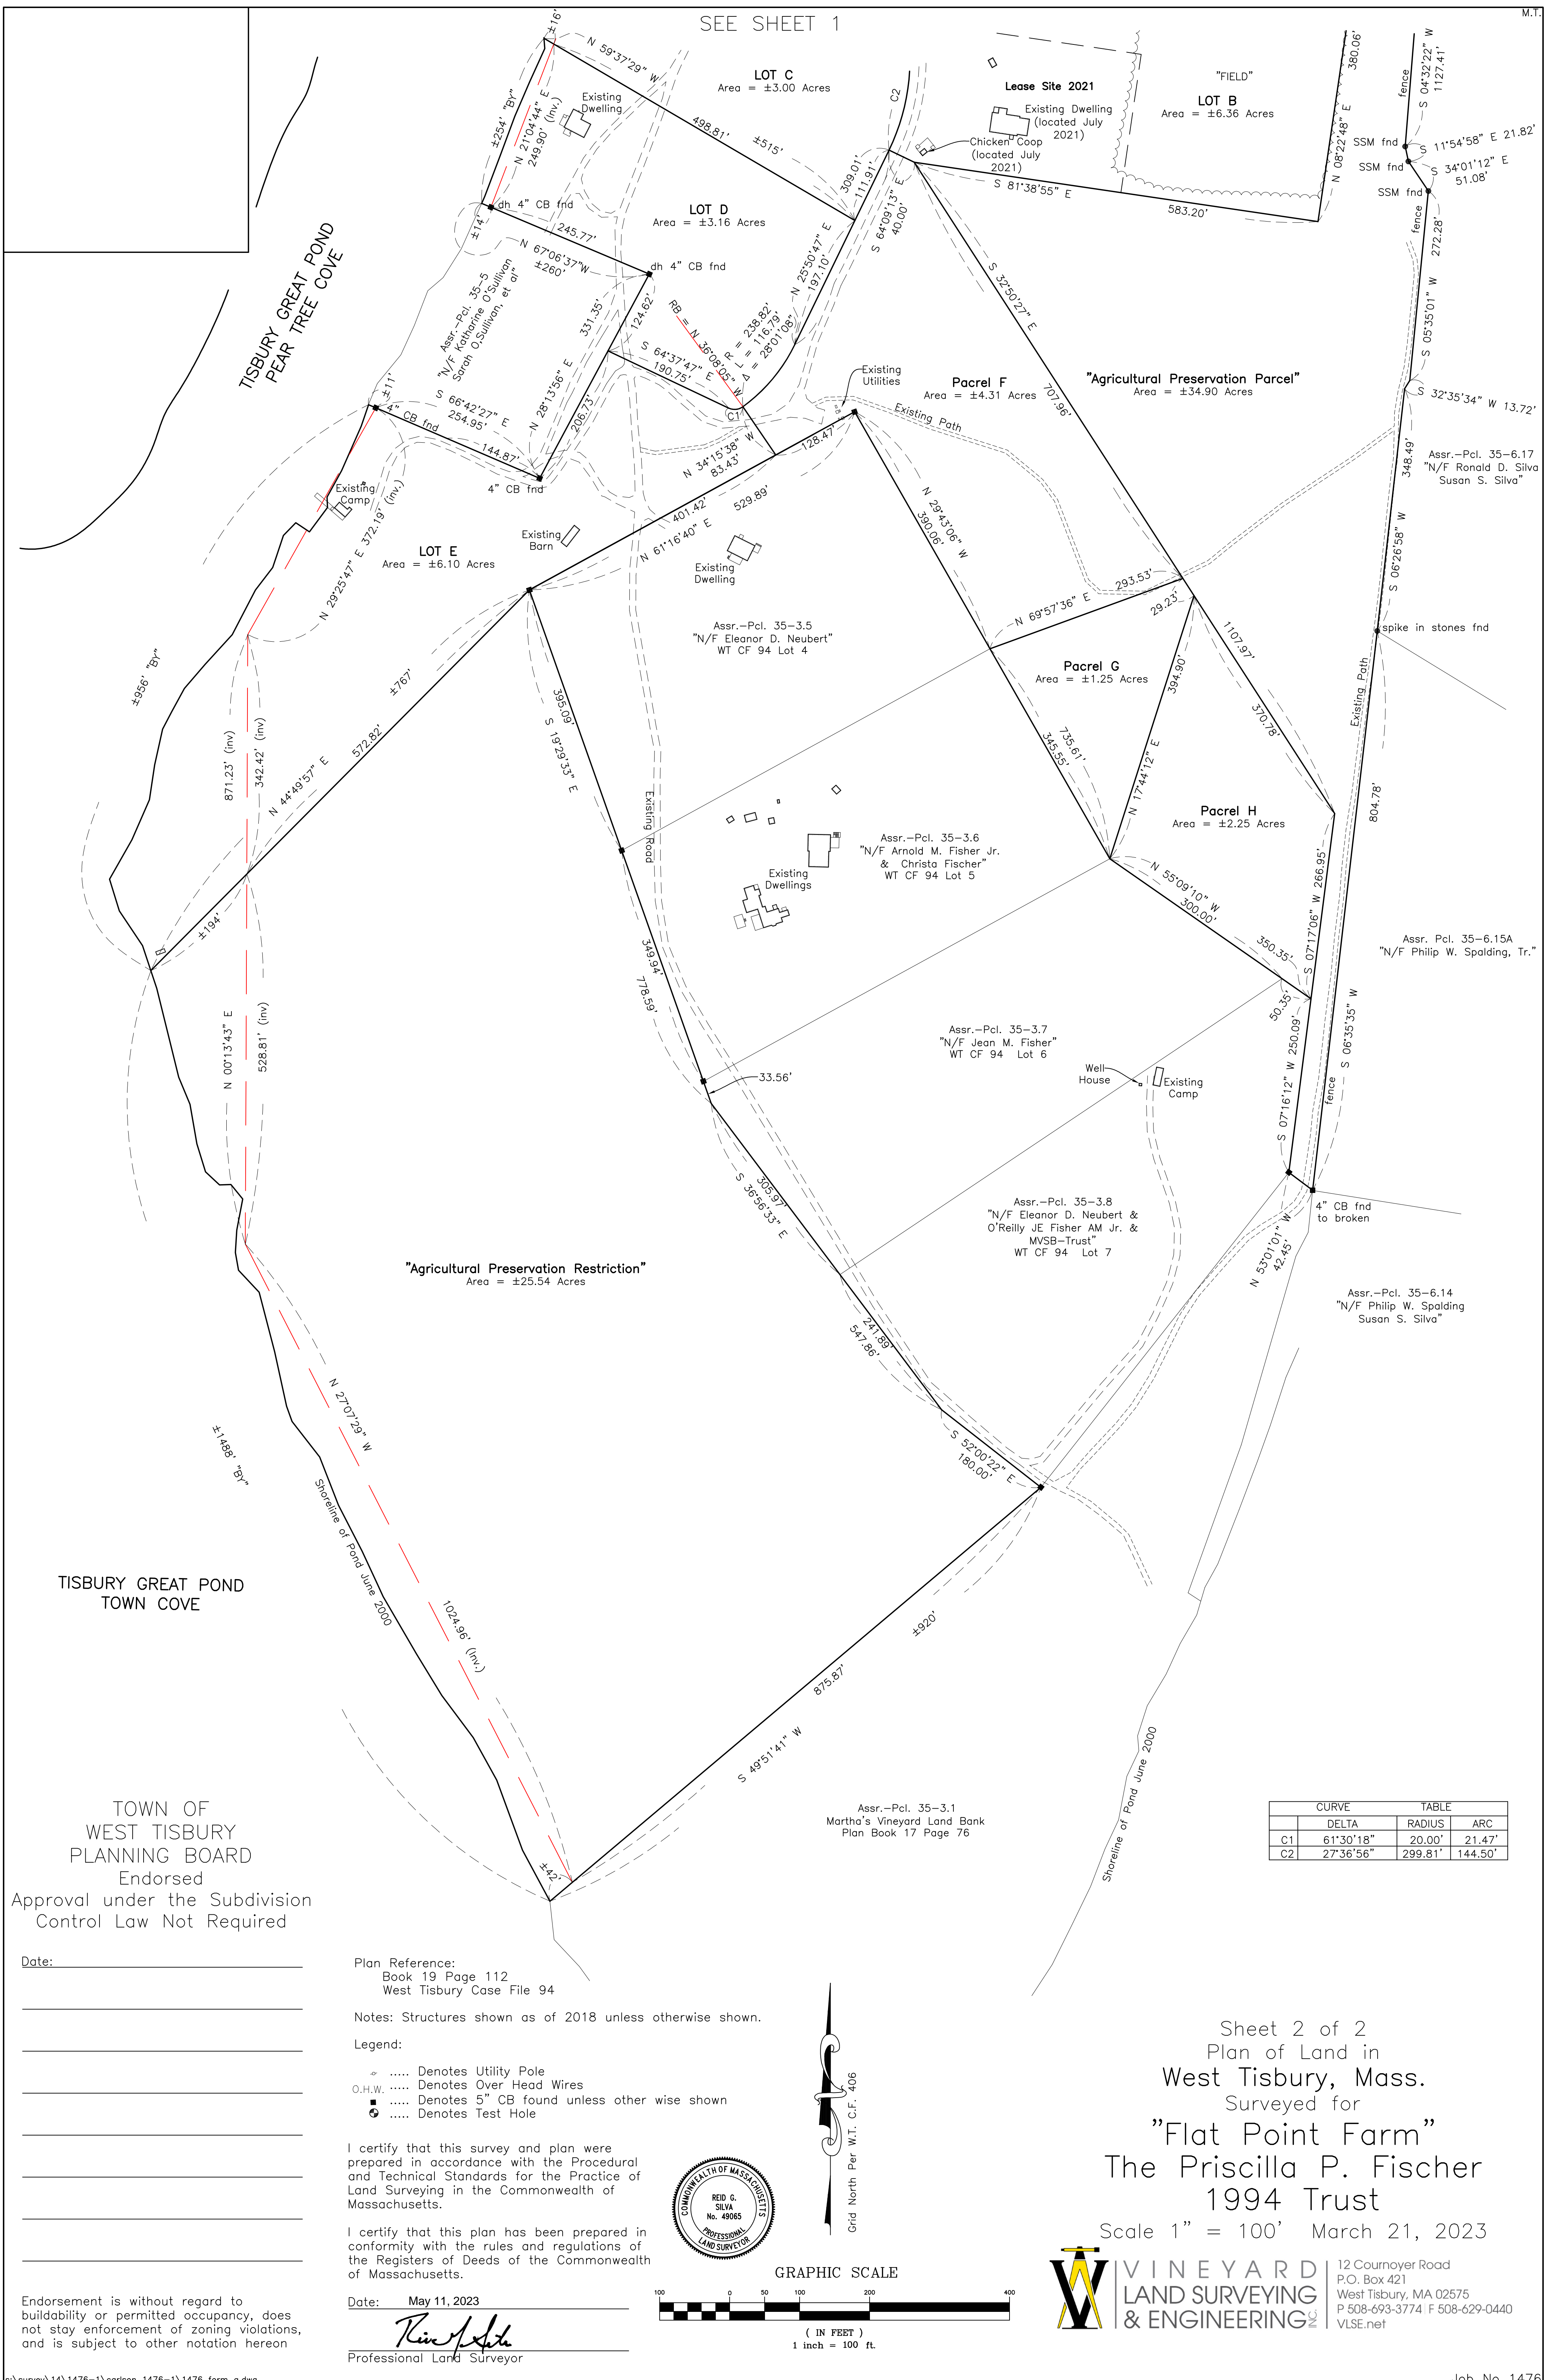 M.T.
SEE SHEET 1
±16'
N 59°37'29" W
498.81'
±515'
±254' "BY"
N 21°04'44" E
249.90' (Inv.)
Existing
Dwelling
LOT C
Area = ±3.00 Acres
C2
Lease Site 2021
Existing Dwelling
(located July
2021)
Chicken Coop
(located July
2021)
"FIELD"
LOT B
Area = ±6.36 Acres
380.06'
N 08°22'48" E
fence
S 04°32'22" W
1127.41'
SSM fnd
S 11°54'58" E 21.82'
SSM fnd
S 34°01'12" E
51.08'
SSM fnd
fence
272.28'
S 05°35'01" W
S 32°35'34" W 13.72'
S 81°38'55" E
583.20'
309.01'
111.91'
S 64°09'13" E
40.00'
N 25°50'47" E
197.10'
LOT D
Area = ±3.16 Acres
dh 4" CB fnd
±14'
245.77'
N 67°06'37"W
±260'
dh 4" CB fnd
TISBURY GREAT POND
PEAR TREE COVE
Assr.-Pcl. 35-5
"N/F Katharine O'Sullivan
Sarah O.Sullivan, et al"
331.35'
124.62'
N 28°13'56" E
206.73'
RB = N 36°08'05" W
R = 238.82'
L = 116.79'
Δ = 28°01'08"
S 64°37'47" E
190.75'
C1
±11'
4" CB fnd
S 66°42'27" E
254.95'
144.87'
4" CB fnd
Existing
Camp
N 29°25'47" E 372.19' (inv.)
LOT E
Area = ±6.10 Acres
Existing
Barn
N 34°15'38" W
83.43'
128.47'
401.42'
529.89'
N 61°16'40" E
Existing
Utilities
Existing Path
Pacrel F
Area = ±4.31 Acres
S 32°50'27" E
707.96'
"Agricultural Preservation Parcel"
Area = ±34.90 Acres
Assr.-Pcl. 35-6.17
"N/F Ronald D. Silva
Susan S. Silva"
348.49'
S 06°26'58" W
spike in stones fnd
N 29°43'06" W
390.06'
N 69°57'36" E
293.53'
29.23'
1107.97'
Existing
Dwelling
Assr.-Pcl. 35-3.5
"N/F Eleanor D. Neubert"
WT CF 94 Lot 4
Pacrel G
Area = ±1.25 Acres
394.90'
370.78'
735.61'
345.55'
N 17°44'12" E
Existing Path
804.78'
±956' "BY"
±767'
572.82'
N 44°49'57" E
871.23' (inv)
342.42' (inv)
395.09'
S 19°29'33" E
Existing Road
Existing
Dwellings
Assr.-Pcl. 35-3.6
"N/F Arnold M. Fisher Jr.
& Christa Fischer"
WT CF 94 Lot 5
Pacrel H
Area = ±2.25 Acres
N 55°09'10" W
300.00'
350.35'
50.35'
S 07°17'06" W 266.95'
Assr. Pcl. 35-6.15A
"N/F Philip W. Spalding, Tr."
±194'
349.94'
778.59'
N 00°13'43" E
528.81' (inv)
33.56'
Assr.-Pcl. 35-3.7
"N/F Jean M. Fisher"
WT CF 94 Lot 6
Well
House
Existing
Camp
S 07°16'12" W 250.09'
S 06°35'35" W
fence
4" CB fnd
to broken
305.97'
S 36°56'33" E
Assr.-Pcl. 35-3.8
"N/F Eleanor D. Neubert &
O'Reilly JE Fisher AM Jr. &
MVSB-Trust"
WT CF 94 Lot 7
N 53°01'01" W
42.45'
"Agricultural Preservation Restriction"
Area = ±25.54 Acres
Assr.-Pcl. 35-6.14
"N/F Philip W. Spalding
Susan S. Silva"
241.89'
547.86'
N 27°07'29" W
±1488' "BY"
Shoreline of Pond June 2000
S 52°00'22" E
180.00'
TISBURY GREAT POND
TOWN COVE
1024.96' (Inv.)
±920'
875.87'
S 49°51'41" W
±42'
Assr.-Pcl. 35-3.1
Martha's Vineyard Land Bank
Plan Book 17 Page 76
Shoreline of Pond June 2000
CURVE TABLE
DELTA RADIUS ARC
C1 61°30'18" 20.00' 21.47'
C2 27°36'56" 299.81' 144.50'
TOWN OF
WEST TISBURY
PLANNING BOARD
Endorsed
Approval under the Subdivision
Control Law Not Required
Date:
Endorsement is without regard to
buildability or permitted occupancy, does
not stay enforcement of zoning violations,
and is subject to other notation hereon
Plan Reference:
Book 19 Page 112
West Tisbury Case File 94
Notes: Structures shown as of 2018 unless otherwise shown.
Legend:
..... Denotes Utility Pole
O.H.W. ..... Denotes Over Head Wires
..... Denotes 5" CB found unless other wise shown
..... Denotes Test Hole
I certify that this survey and plan were
prepared in accordance with the Procedural
and Technical Standards for the Practice of
Land Surveying in the Commonwealth of
Massachusetts.
I certify that this plan has been prepared in
conformity with the rules and regulations of
the Registers of Deeds of the Commonwealth
of Massachusetts.
Date: May 11, 2023
Professional Land Surveyor
COMMONWEALTH OF MASSACHUSETTS
REID G.
SILVA
No. 49065
PROFESSIONAL
LAND SURVEYOR
Grid North Per W.T. C.F. 406
GRAPHIC SCALE
100 0 50 100 200 400
( IN FEET )
1 inch = 100 ft.
Sheet 2 of 2
Plan of Land in
West Tisbury, Mass.
Surveyed for
"Flat Point Farm"
The Priscilla P. Fischer
1994 Trust
Scale 1" = 100' March 21, 2023
VINEYARD
LAND SURVEYING
& ENGINEERING INC.
12 Cournoyer Road
P.O. Box 421
West Tisbury, MA 02575
P 508-693-3774 | F 508-629-0440
VLSE.net